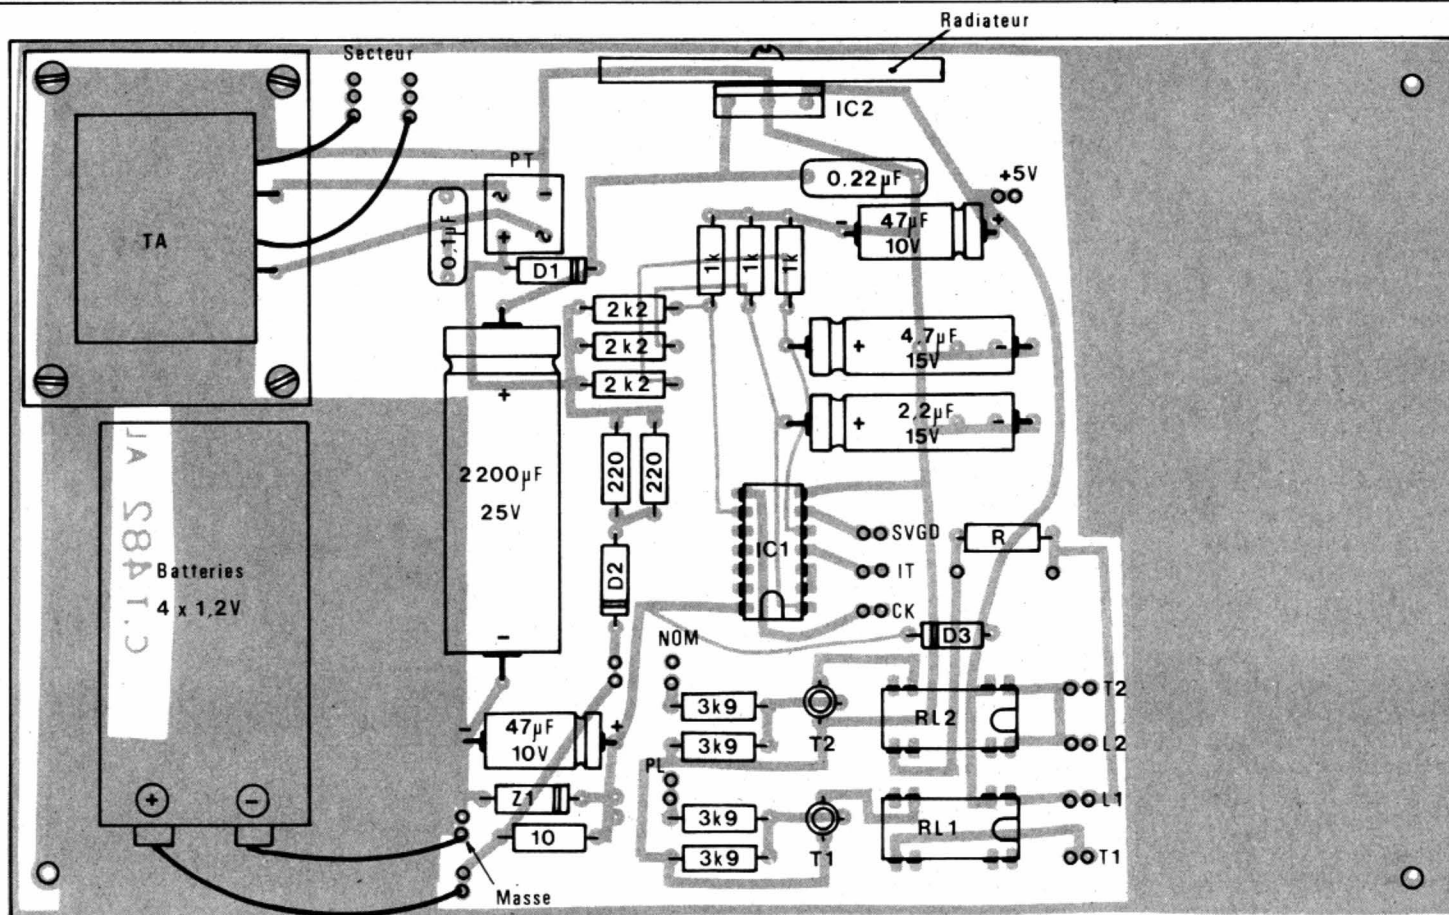 Radiateur
Secteur
IC2
PT
TA
0,1µF
0,22µF
+5V
47µF
10V
D1
1k
1k
1k
2k2
2k2
2k2
4,7µF
15V
2,2µF
15V
2200µF
25V
220
220
C.1482
Batteries
4 x 1,2V
IC1
SVGD
IT
CK
R
D2
D3
NOM
3k9
3k9
T2
RL2
T2
L2
47µF
10V
PL
Z1
10
3k9
3k9
T1
RL1
L1
T1
Masse